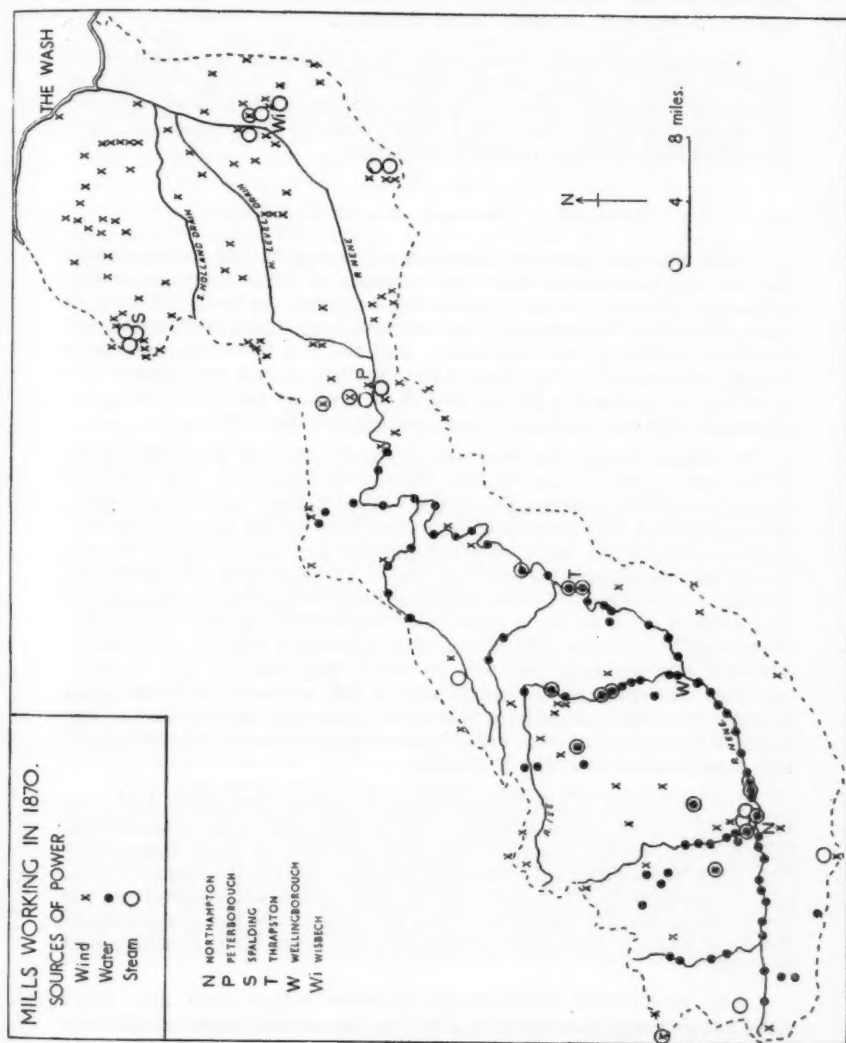 MILLS WORKING IN 1870.
SOURCES OF POWER
Wind x
Water ●
Steam ○
N NORTHAMPTON
P PETERBOROUGH
S SPALDING
T THRAPSTON
W WELLINGBOROUGH
Wi WISBECH
THE WASH
S. HOLLAND DRAIN
N. LEVEL DRAIN
R. NENE
S
Wi
P
T
W
N
R. ISE
R. NENE
N
0 4 8 miles.